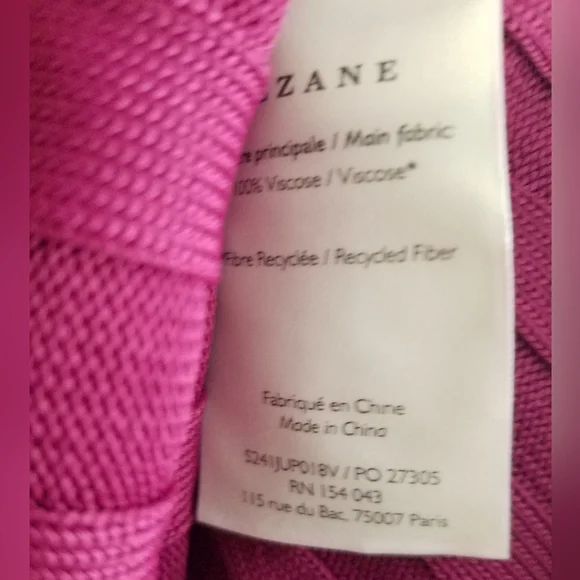 ZANE
principale / Main fabric
100% Viscose / Viscose*
*Fibre Recyclée / Recycled Fiber
Fabriqué en Chine
Made in China
S241JUP018V / PO 27305
RN 154 043
115 rue du Bac, 75007 Paris